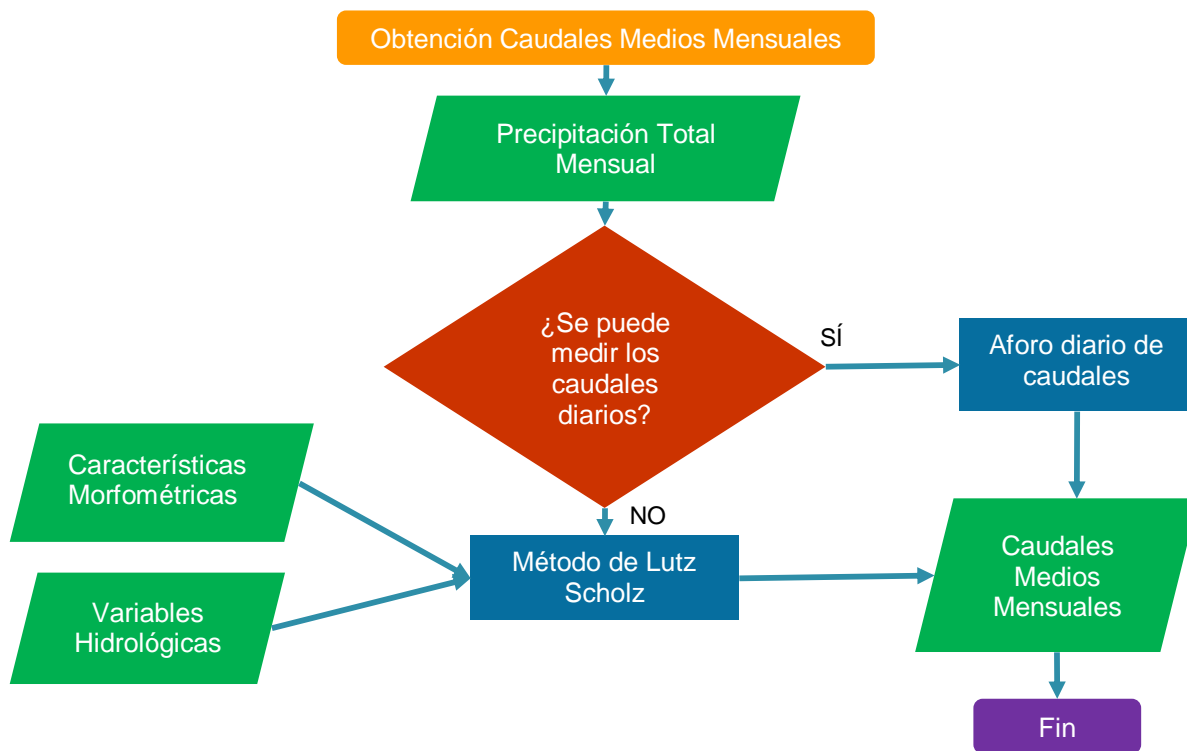 Obtención Caudales Medios Mensuales
Precipitación Total
Mensual
¿Se puede
medir los
caudales
diarios?
SÍ
Aforo diario de
caudales
Características
Morfométricas
NO
Método de Lutz
Scholz
Caudales
Medios
Mensuales
Variables
Hidrológicas
Fin